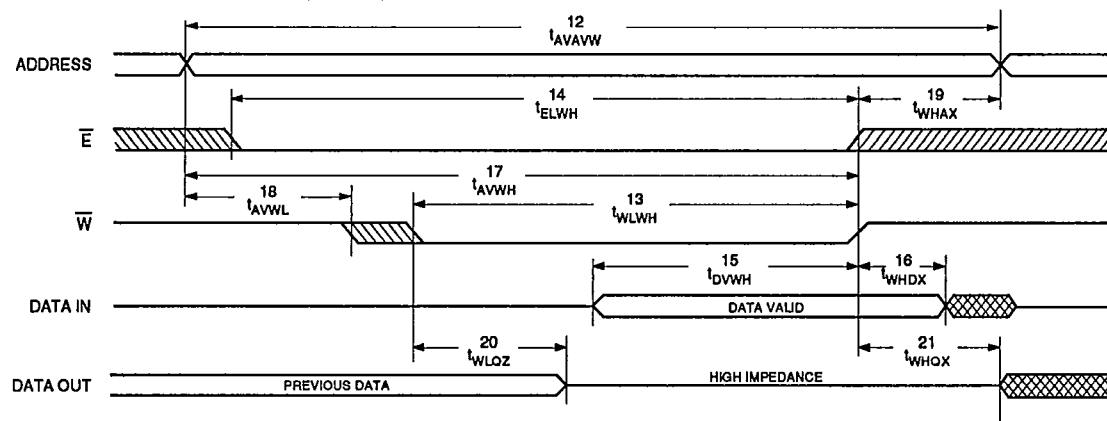 12
tAVAVW
ADDRESS
14
tELWH
19
tWHAX
E
17
tAVWH
18
tAVWL
13
tWLWH
W
15
tDVWH
16
tWHDX
DATA IN
DATA VALID
20
tWLQZ
21
tWHQX
DATA OUT
PREVIOUS DATA
HIGH IMPEDANCE